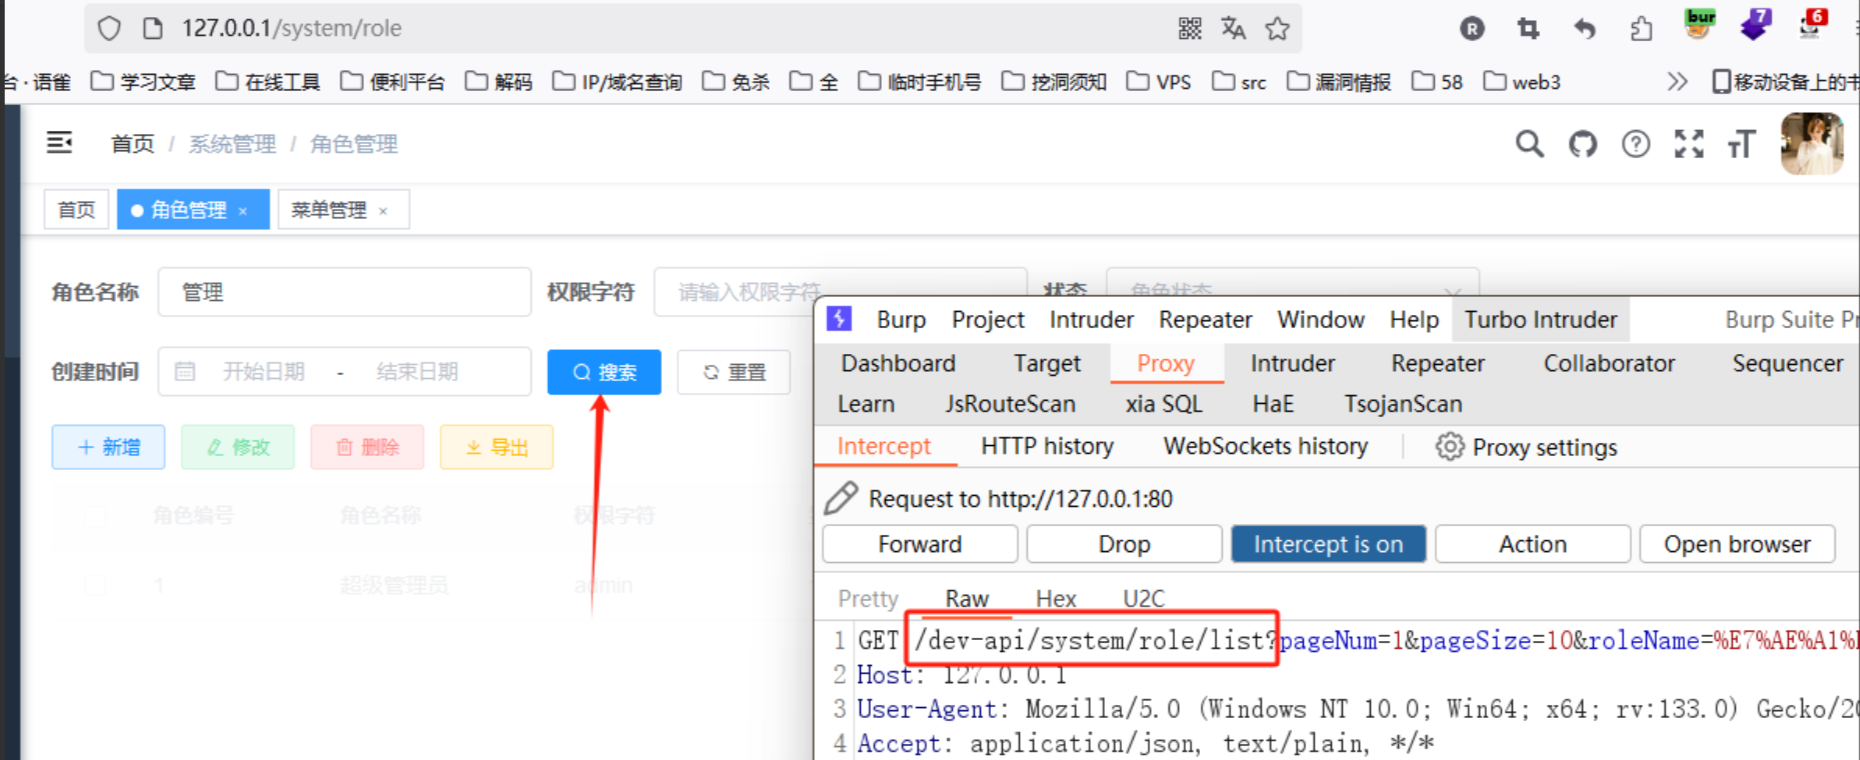 127.0.0.1/system/role
R bur 7 6
台 · 语雀 学习文章 在线工具 便利平台 解码 IP/域名查询 免杀 全 临时手机号 挖洞须知 VPS src 漏洞情报 58 web3 移动设备上的书
首页 / 系统管理 / 角色管理
首页 角色管理 × 菜单管理 ×
角色名称 管理 权限字符 请输入权限字符 状态 角色状态
创建时间 开始日期 - 结束日期 搜索 重置
+ 新增 修改 删除 导出
角色编号 角色名称 权限字符
1 超级管理员 admin
Burp Project Intruder Repeater Window Help Turbo Intruder Burp Suite Pr
Dashboard Target Proxy Intruder Repeater Collaborator Sequencer
Learn JsRouteScan xia SQL HaE TsojanScan
Intercept HTTP history WebSockets history Proxy settings
Request to http://127.0.0.1:80
Forward Drop Intercept is on Action Open browser
Pretty Raw Hex U2C
1 GET /dev-api/system/role/list?pageNum=1&pageSize=10&roleName=%E7%AE%A1%
2 Host: 127.0.0.1
3 User-Agent: Mozilla/5.0 (Windows NT 10.0; Win64; x64; rv:133.0) Gecko/20
4 Accept: application/json, text/plain, */*